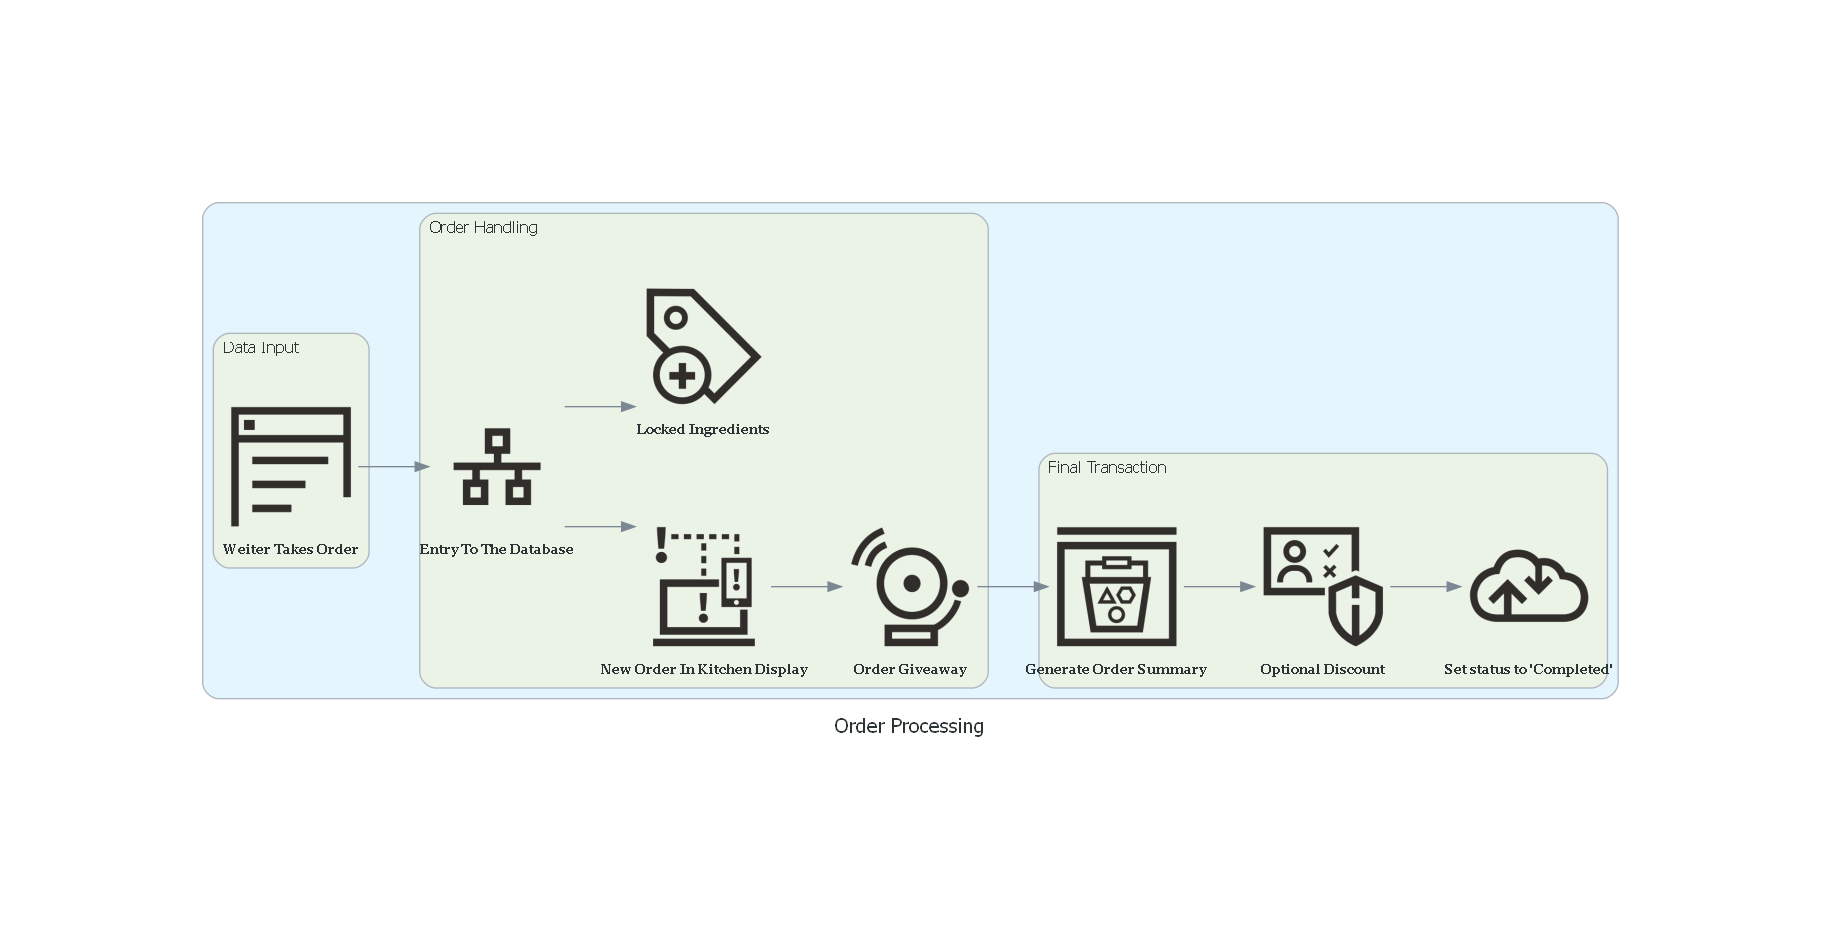 Order Handling
Data Input
Locked Ingredients
Final Transaction
Weiter Takes Order
Entry To The Database
New Order In Kitchen Display
Order Giveaway
Generate Order Summary
Optional Discount
Set status to 'Completed'
Order Processing